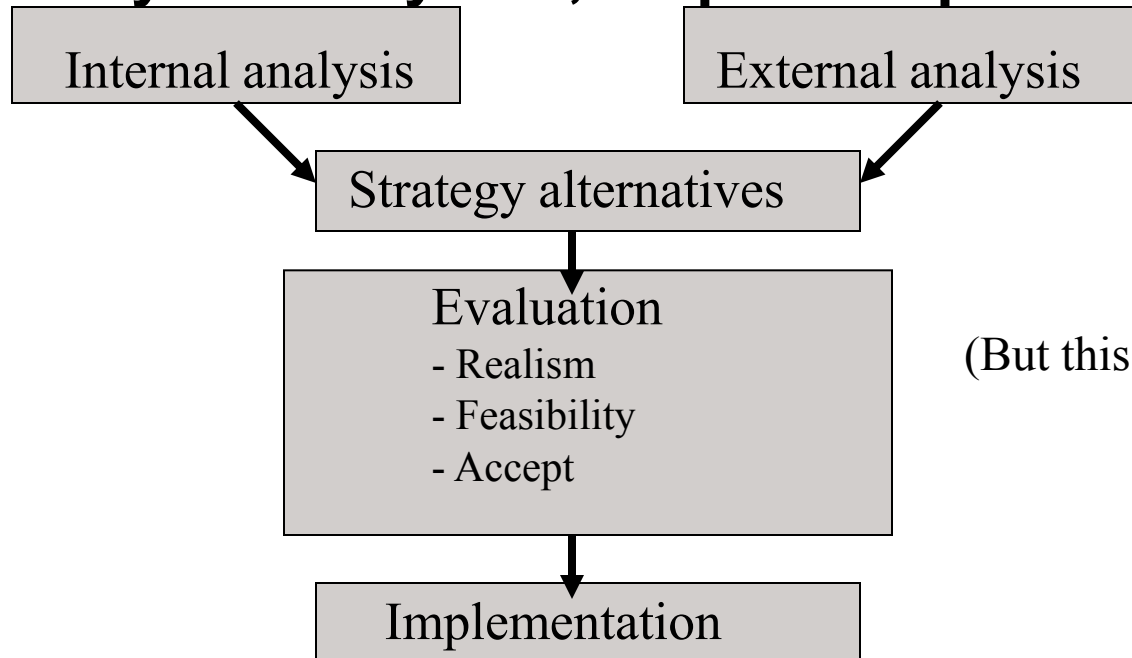 Internal analysis
External analysis
Strategy alternatives
Evaluation
- Realism
(But this
- Feasibility
- Accept
Implementation